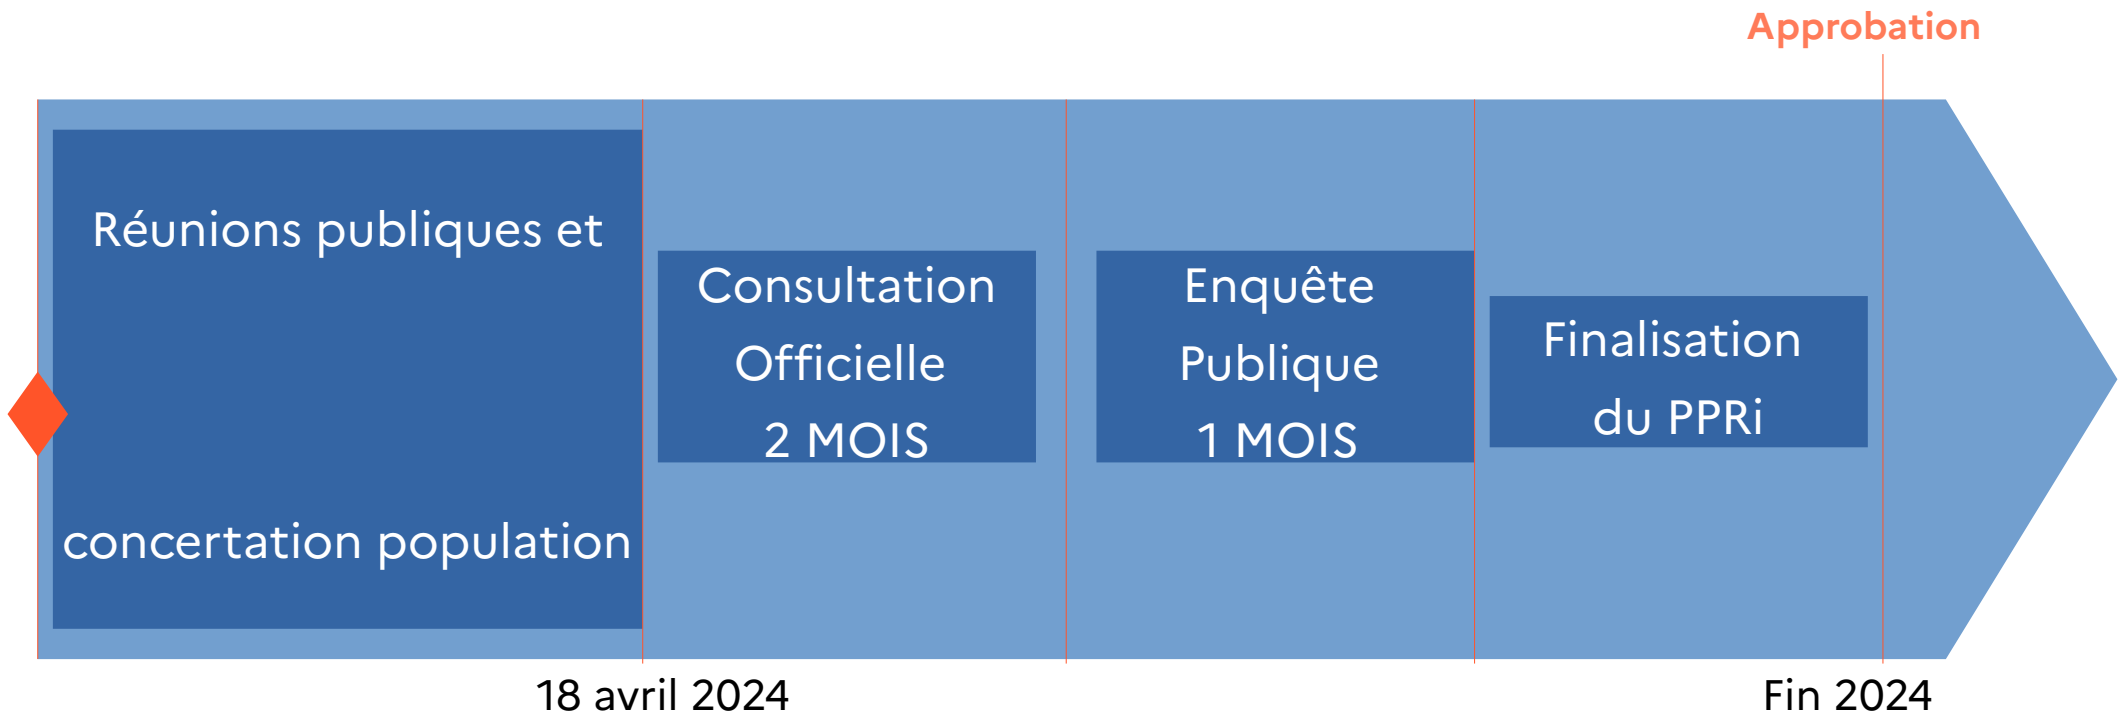 Approbation
Réunions publiques et
concertation population
Consultation
Officielle
2 MOIS
Enquête
Publique
1 MOIS
Finalisation
du PPRi
18 avril 2024
Fin 2024